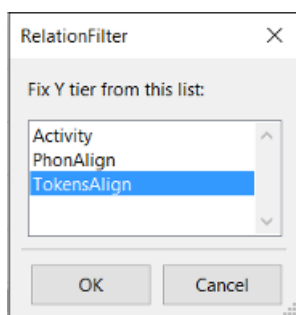 RelationFilter
Fix Y tier from this list:
Activity
PhonAlign
TokensAlign
OK
Cancel